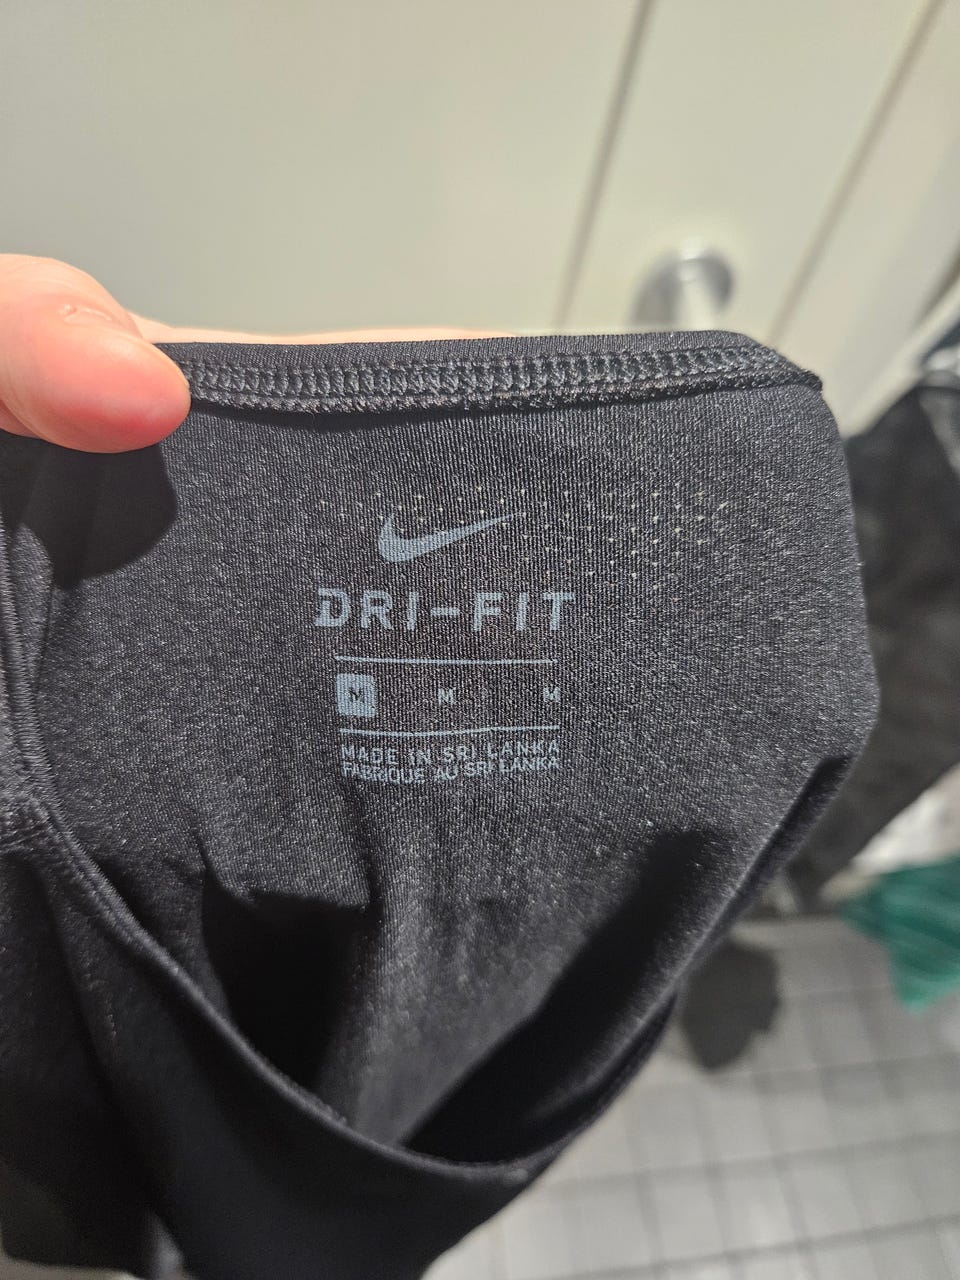 DRI-FIT
M M M
MADE IN SRI LANKA
FABRIQUE AU SRI LANKA